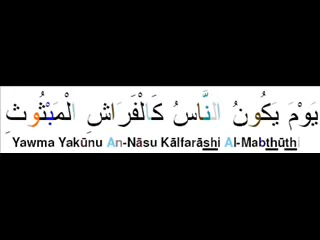 يَوْمَ يَكُونُ النَّاسُ كَالْفَرَاشِ الْمَبْثُوثِ
Yawma Yakūnu An-Nāsu Kālfarāshi Al-Mabthūthi